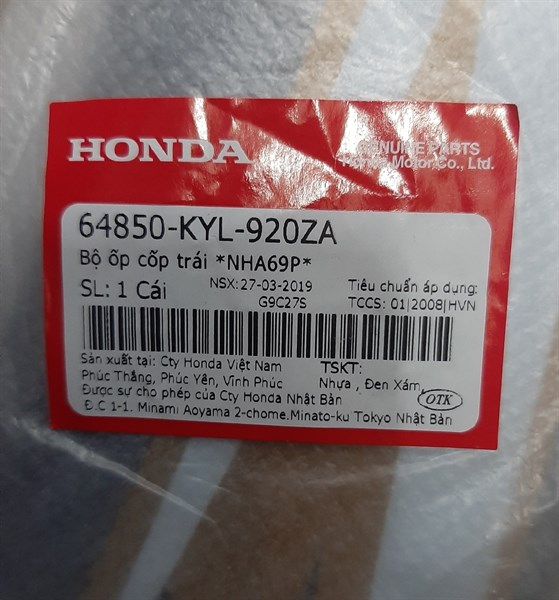 HONDA
GENUINE PARTS
Honda Motor Co., Ltd.
64850-KYL-920ZA
Bộ ốp cốp trái *NHA69P*
SL: 1 Cái
NSX:27-03-2019
G9C27S
Tiêu chuẩn áp dụng:
TCCS: 01|2008|HVN
Sản xuất tại: Cty Honda Việt Nam
Phúc Thắng, Phúc Yên, Vĩnh Phúc
TSKT:
Nhựa , Đen Xám,
Được sự cho phép của Cty Honda Nhật Bản
Đ.C 1-1. Minami Aoyama 2-chome.Minato-ku Tokyo Nhật Bản
OTK